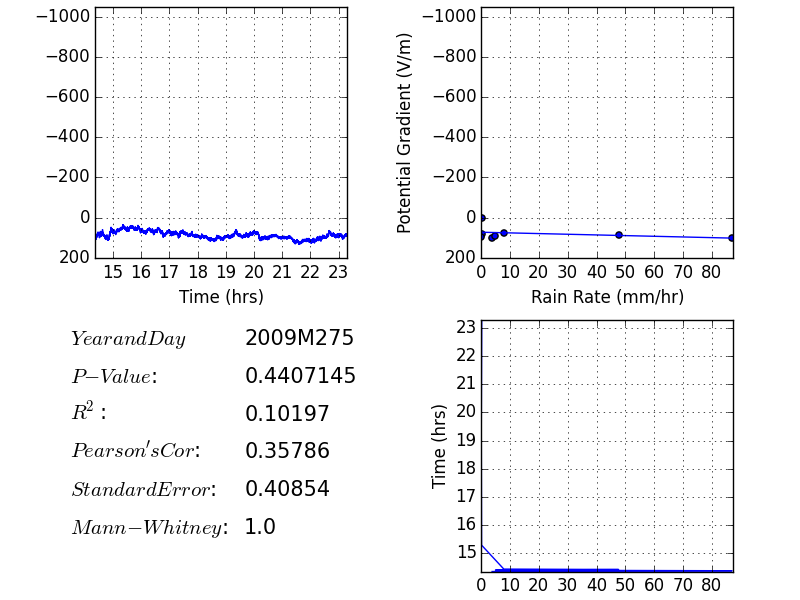 −1000
−800
−600
−400
−200
0
200
15 16 17 18 19 20 21 22 23
Time (hrs)
Potential Gradient (V/m)
−1000
−800
−600
−400
−200
0
200
0 10 20 30 40 50 60 70 80
Rain Rate (mm/hr)
YearandDay 2009M275
P−Value: 0.4407145
R²: 0.10197
Pearson'sCor: 0.35786
StandardError: 0.40854
Mann−Whitney: 1.0
Time (hrs)
23
22
21
20
19
18
17
16
15
0 10 20 30 40 50 60 70 80